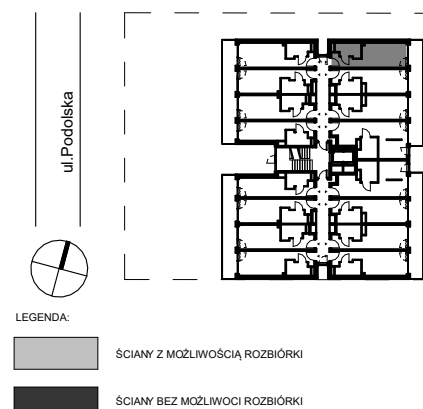 ul.Podolska
LEGENDA:
ŚCIANY Z MOŻLIWOŚCIĄ ROZBIÓRKI
ŚCIANY BEZ MOŻLIWOCI ROZBIÓRKI